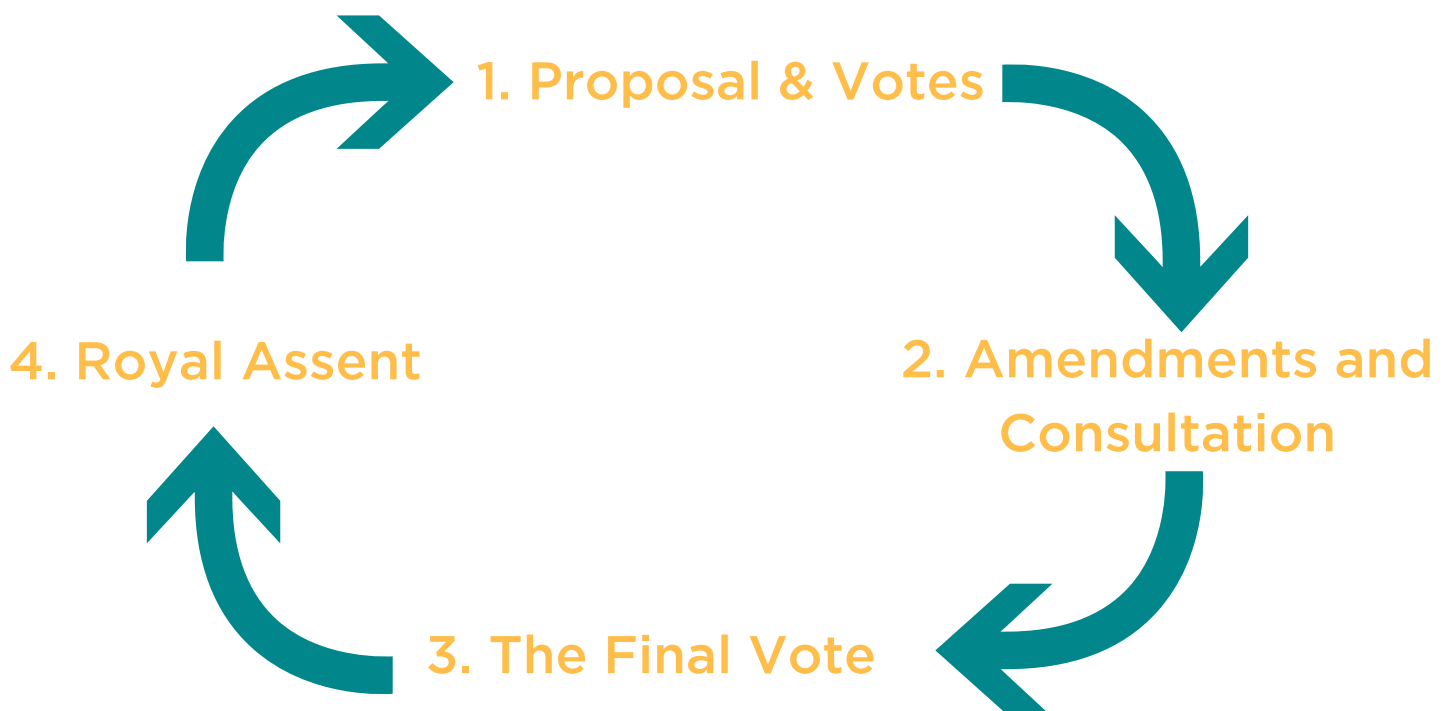 1. Proposal & Votes
2. Amendments and
Consultation
3. The Final Vote
4. Royal Assent